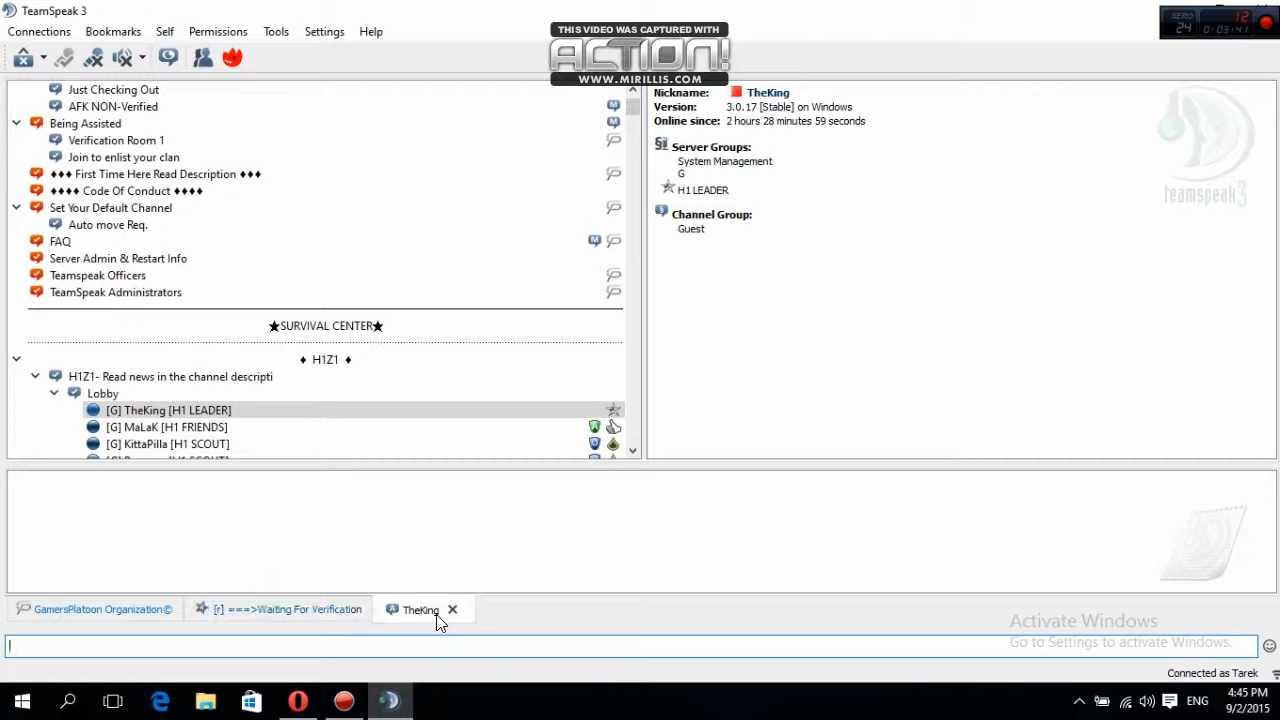 TeamSpeak 3
Connections Bookmarks Self Permissions Tools Settings Help
THIS VIDEO WAS CAPTURED WITH
ACTION!
WWW.MIRILLIS.COM
AERO
24
12
0:03:41
Just Checking Out
AFK NON-Verified
Being Assisted
Verification Room 1
Join to enlist your clan
♦♦♦ First Time Here Read Description ♦♦♦
♦♦♦♦ Code Of Conduct ♦♦♦♦
Set Your Default Channel
Auto move Req.
FAQ
Server Admin & Restart Info
Teamspeak Officers
TeamSpeak Administrators
★SURVIVAL CENTER★
♦ H1Z1 ♦
H1Z1- Read news in the channel descripti
Lobby
[G] TheKing [H1 LEADER]
[G] MaLaK [H1 FRIENDS]
[G] KittaPilla [H1 SCOUT]
Nickname: TheKing
Version: 3.0.17 [Stable] on Windows
Online since: 2 hours 28 minutes 59 seconds
Server Groups:
System Management
G
H1 LEADER
Channel Group:
Guest
teamspeak3
GamersPlatoon Organization© [r] ===>Waiting For Verification TheKing
Activate Windows
Go to Settings to activate Windows.
Connected as Tarek
ENG
4:45 PM
9/2/2015